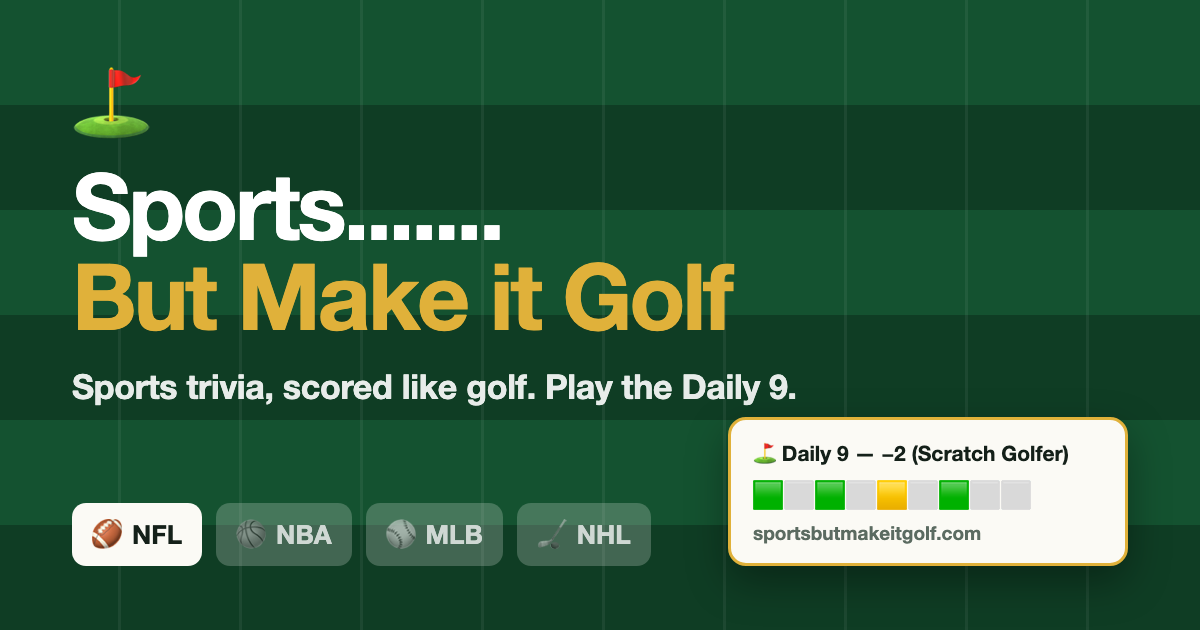 Sports.......
But Make it Golf
Sports trivia, scored like golf. Play the Daily 9.
Daily 9 — −2 (Scratch Golfer)
sportsbutmakeitgolf.com
NFL
NBA
MLB
NHL